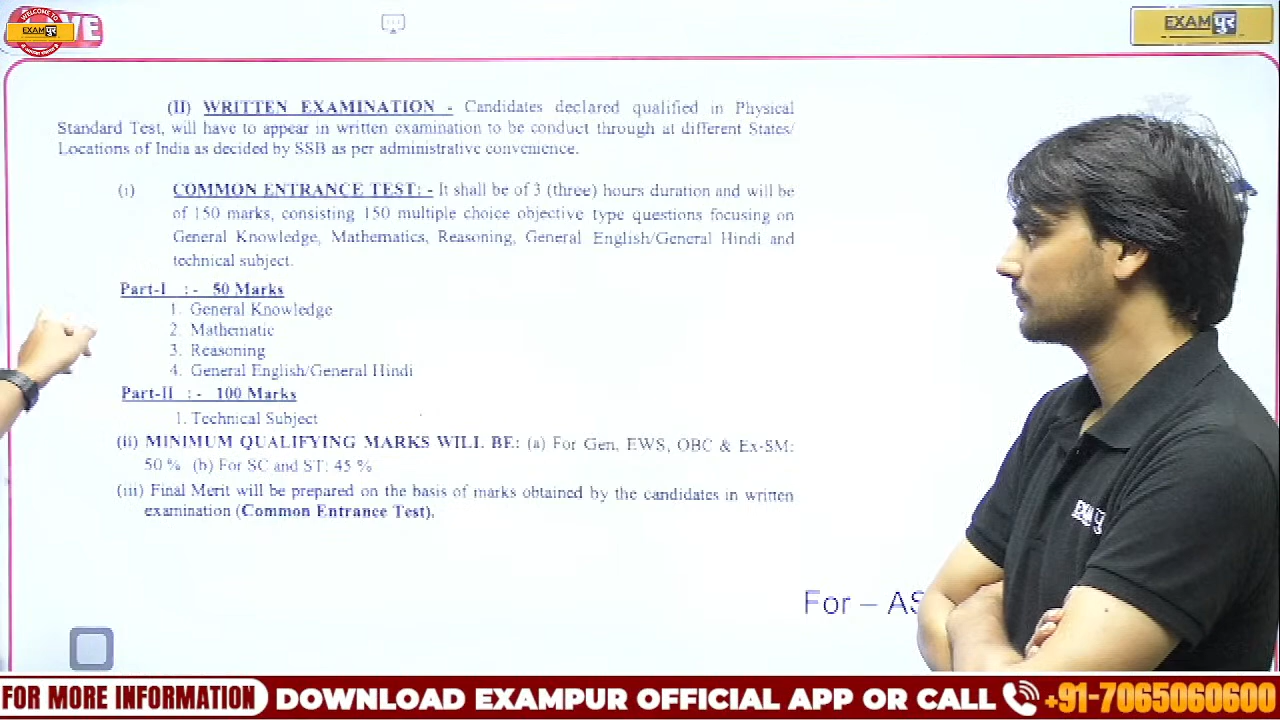 WELCOME TO
EXAMपुर
VE
EXAMपुर
(II) WRITTEN EXAMINATION - Candidates declared qualified in Physical
Standard Test, will have to appear in written examination to be conduct through at different States/
Locations of India as decided by SSB as per administrative convenience.
(i) COMMON ENTRANCE TEST: - It shall be of 3 (three) hours duration and will be
of 150 marks, consisting 150 multiple choice objective type questions focusing on
General Knowledge, Mathematics, Reasoning, General English/General Hindi and
technical subject.
Part-I :- 50 Marks
1. General Knowledge
2. Mathematic
3. Reasoning
4. General English/General Hindi
Part-II :- 100 Marks
1. Technical Subject
(ii) MINIMUM QUALIFYING MARKS WILL BE: (a) For Gen, EWS, OBC & Ex-SM:
50 % (b) For SC and ST: 45 %
(iii) Final Merit will be prepared on the basis of marks obtained by the candidates in written
examination (Common Entrance Test).
EXAMपुर
For – AS
FOR MORE INFORMATION DOWNLOAD EXAMPUR OFFICIAL APP OR CALL +91-7065060600